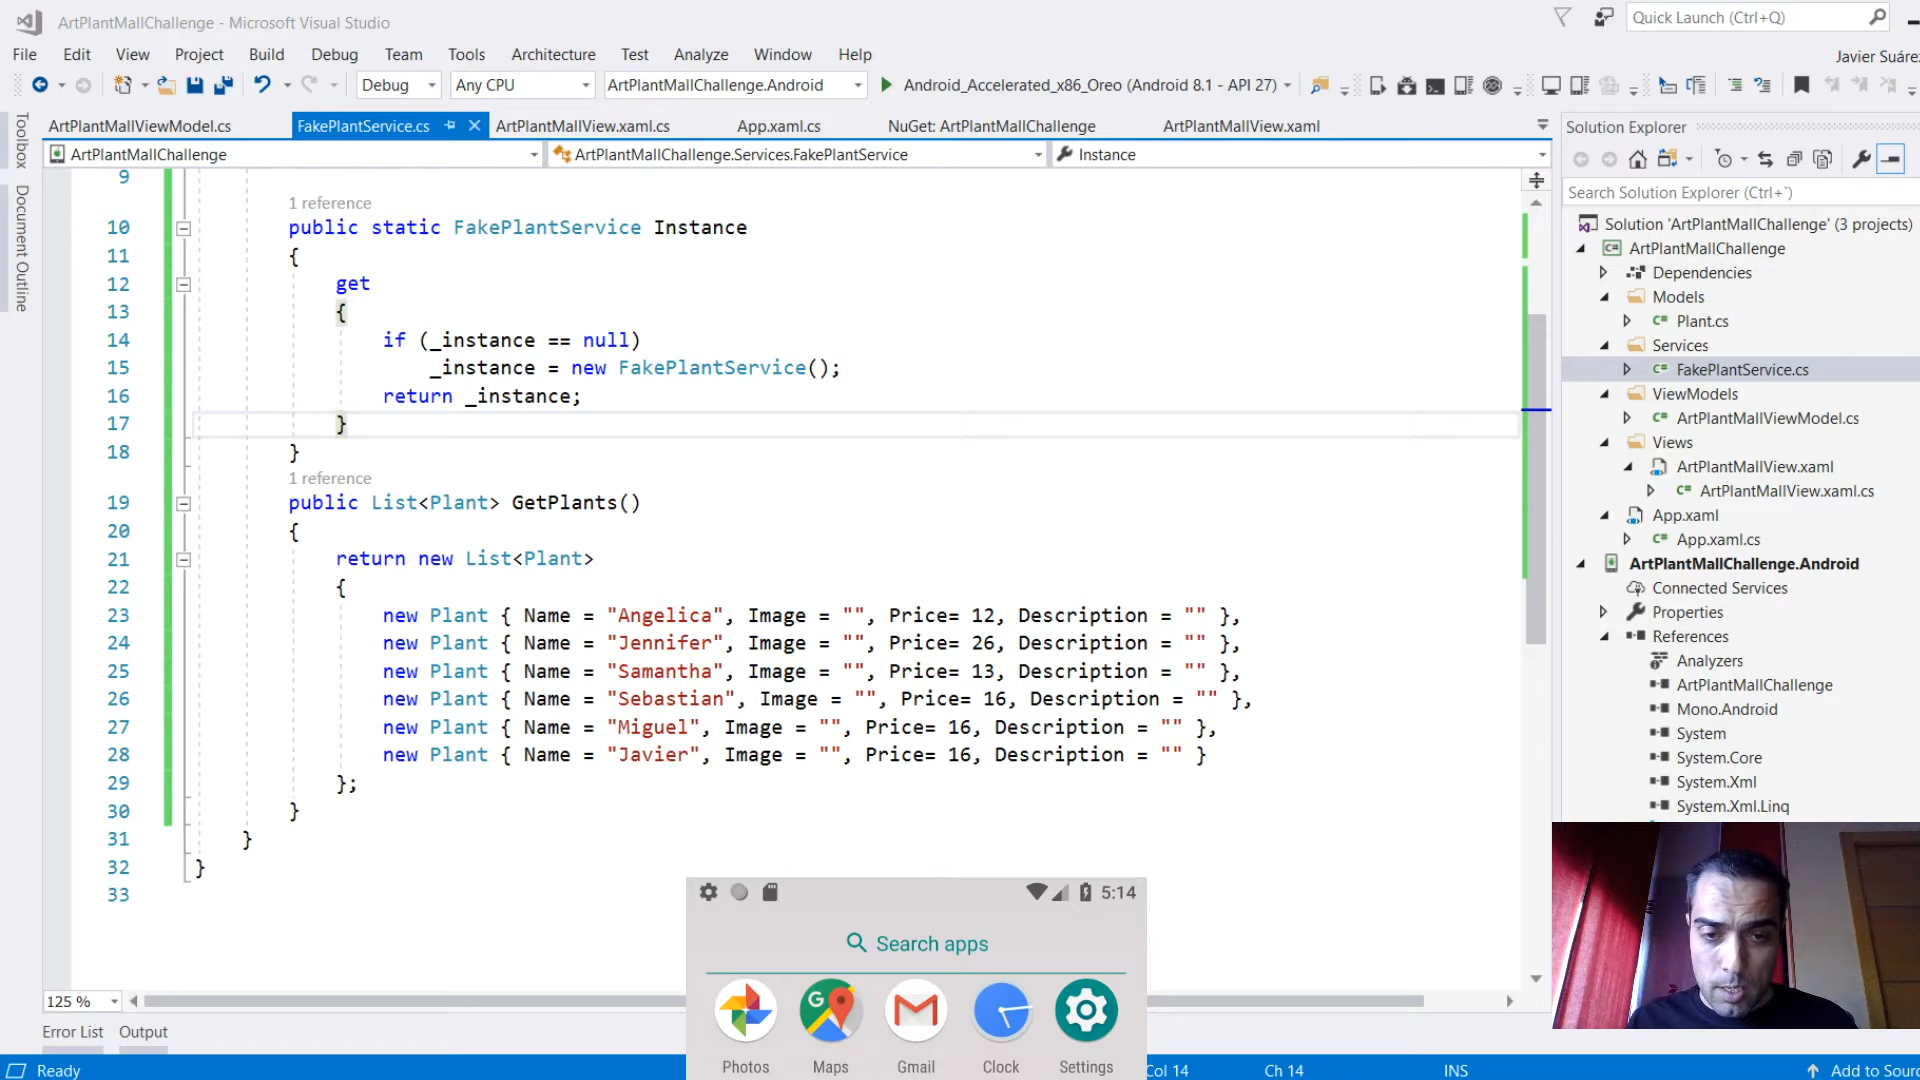 ArtPlantMallChallenge - Microsoft Visual Studio
Quick Launch (Ctrl+Q)
File Edit View Project Build Debug Team Tools Architecture Test Analyze Window Help
Javier Suáre
Debug Any CPU ArtPlantMallChallenge.Android Android_Accelerated_x86_Oreo (Android 8.1 - API 27)
Toolbox
Document Outline
ArtPlantMallViewModel.cs FakePlantService.cs ArtPlantMallView.xaml.cs App.xaml.cs NuGet: ArtPlantMallChallenge ArtPlantMallView.xaml
ArtPlantMallChallenge ArtPlantMallChallenge.Services.FakePlantService Instance
9
1 reference
10 public static FakePlantService Instance
11 {
12 get
13 {
14 if (_instance == null)
15 _instance = new FakePlantService();
16 return _instance;
17 }
18 }
1 reference
19 public List<Plant> GetPlants()
20 {
21 return new List<Plant>
22 {
23 new Plant { Name = "Angelica", Image = "", Price= 12, Description = "" },
24 new Plant { Name = "Jennifer", Image = "", Price= 26, Description = "" },
25 new Plant { Name = "Samantha", Image = "", Price= 13, Description = "" },
26 new Plant { Name = "Sebastian", Image = "", Price= 16, Description = "" },
27 new Plant { Name = "Miguel", Image = "", Price= 16, Description = "" },
28 new Plant { Name = "Javier", Image = "", Price= 16, Description = "" }
29 };
30 }
31 }
32 }
33
125 %
Error List Output
Ready
Col 14 Ch 14 INS Add to Sourc
Solution Explorer
Search Solution Explorer (Ctrl+`)
Solution 'ArtPlantMallChallenge' (3 projects)
C# ArtPlantMallChallenge
Dependencies
Models
C# Plant.cs
Services
C# FakePlantService.cs
ViewModels
C# ArtPlantMallViewModel.cs
Views
ArtPlantMallView.xaml
C# ArtPlantMallView.xaml.cs
App.xaml
C# App.xaml.cs
ArtPlantMallChallenge.Android
Connected Services
Properties
References
Analyzers
ArtPlantMallChallenge
Mono.Android
System
System.Core
System.Xml
System.Xml.Linq
5:14
Search apps
G
Photos Maps Gmail Clock Settings